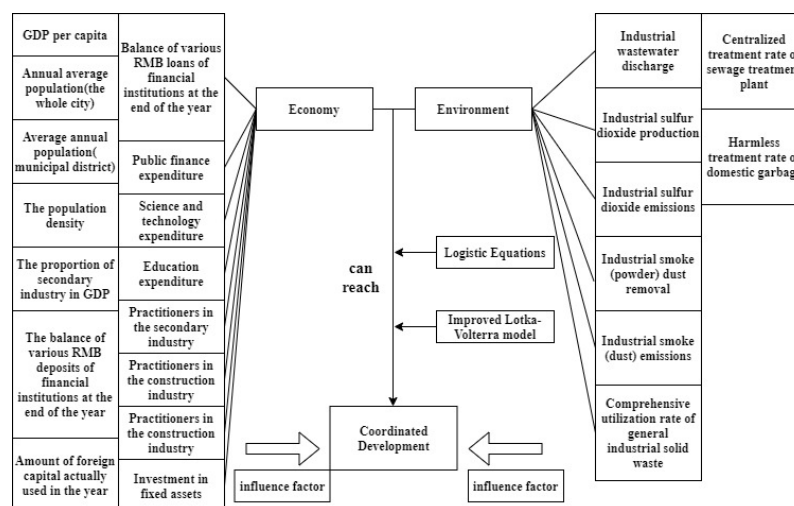 GDP per capita
Annual average
population(the
whole city)
Average annual
population(
municipal district)
The population
density
The proportion of
secondary
industry in GDP
The balance of
various RMB
deposits of
financial
institutions at the
end of the year
Amount of foreign
capital actually
used in the year
Balance of various
RMB loans of
financial
institutions at the
end of the year
Public finance
expenditure
Science and
technology
expenditure
Education
expenditure
Practitioners in
the secondary
industry
Practitioners in
the construction
industry
Practitioners in
the construction
industry
Investment in
fixed assets
Economy
Environment
can
reach
Logistic Equations
Improved Lotka-
Volterra model
Coordinated
Development
influence factor
influence factor
Industrial
wastewater
discharge
Industrial sulfur
dioxide production
Industrial sulfur
dioxide emissions
Industrial smoke
(powder) dust
removal
Industrial smoke
(dust) emissions
Comprehensive
utilization rate of
general
industrial solid
waste
Centralized
treatment rate o
sewage treatment
plant
Harmless
treatment rate o
domestic garbag